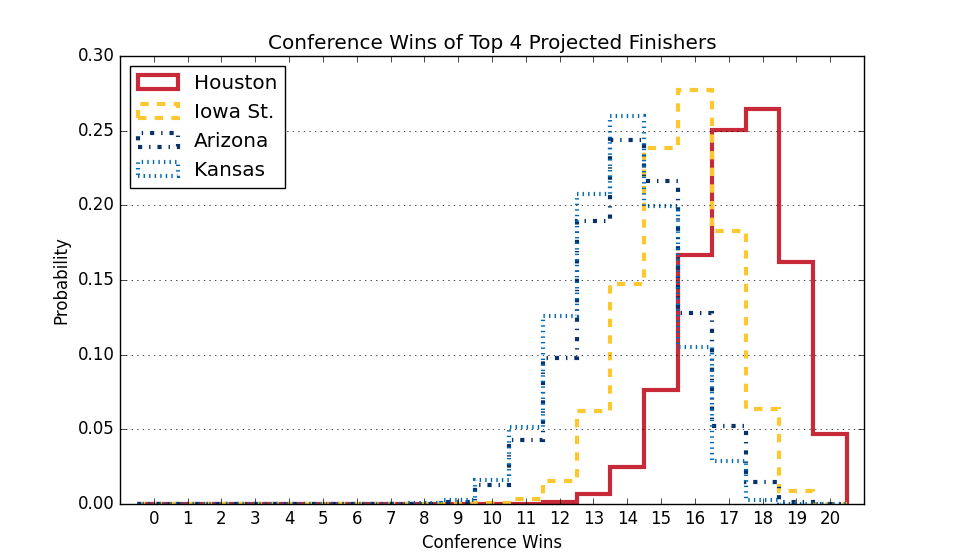 Conference Wins of Top 4 Projected Finishers
Houston
Iowa St.
Arizona
Kansas
0.30
0.25
0.20
0.15
0.10
0.05
0.00
Probability
0 1 2 3 4 5 6 7 8 9 10 11 12 13 14 15 16 17 18 19 20
Conference Wins